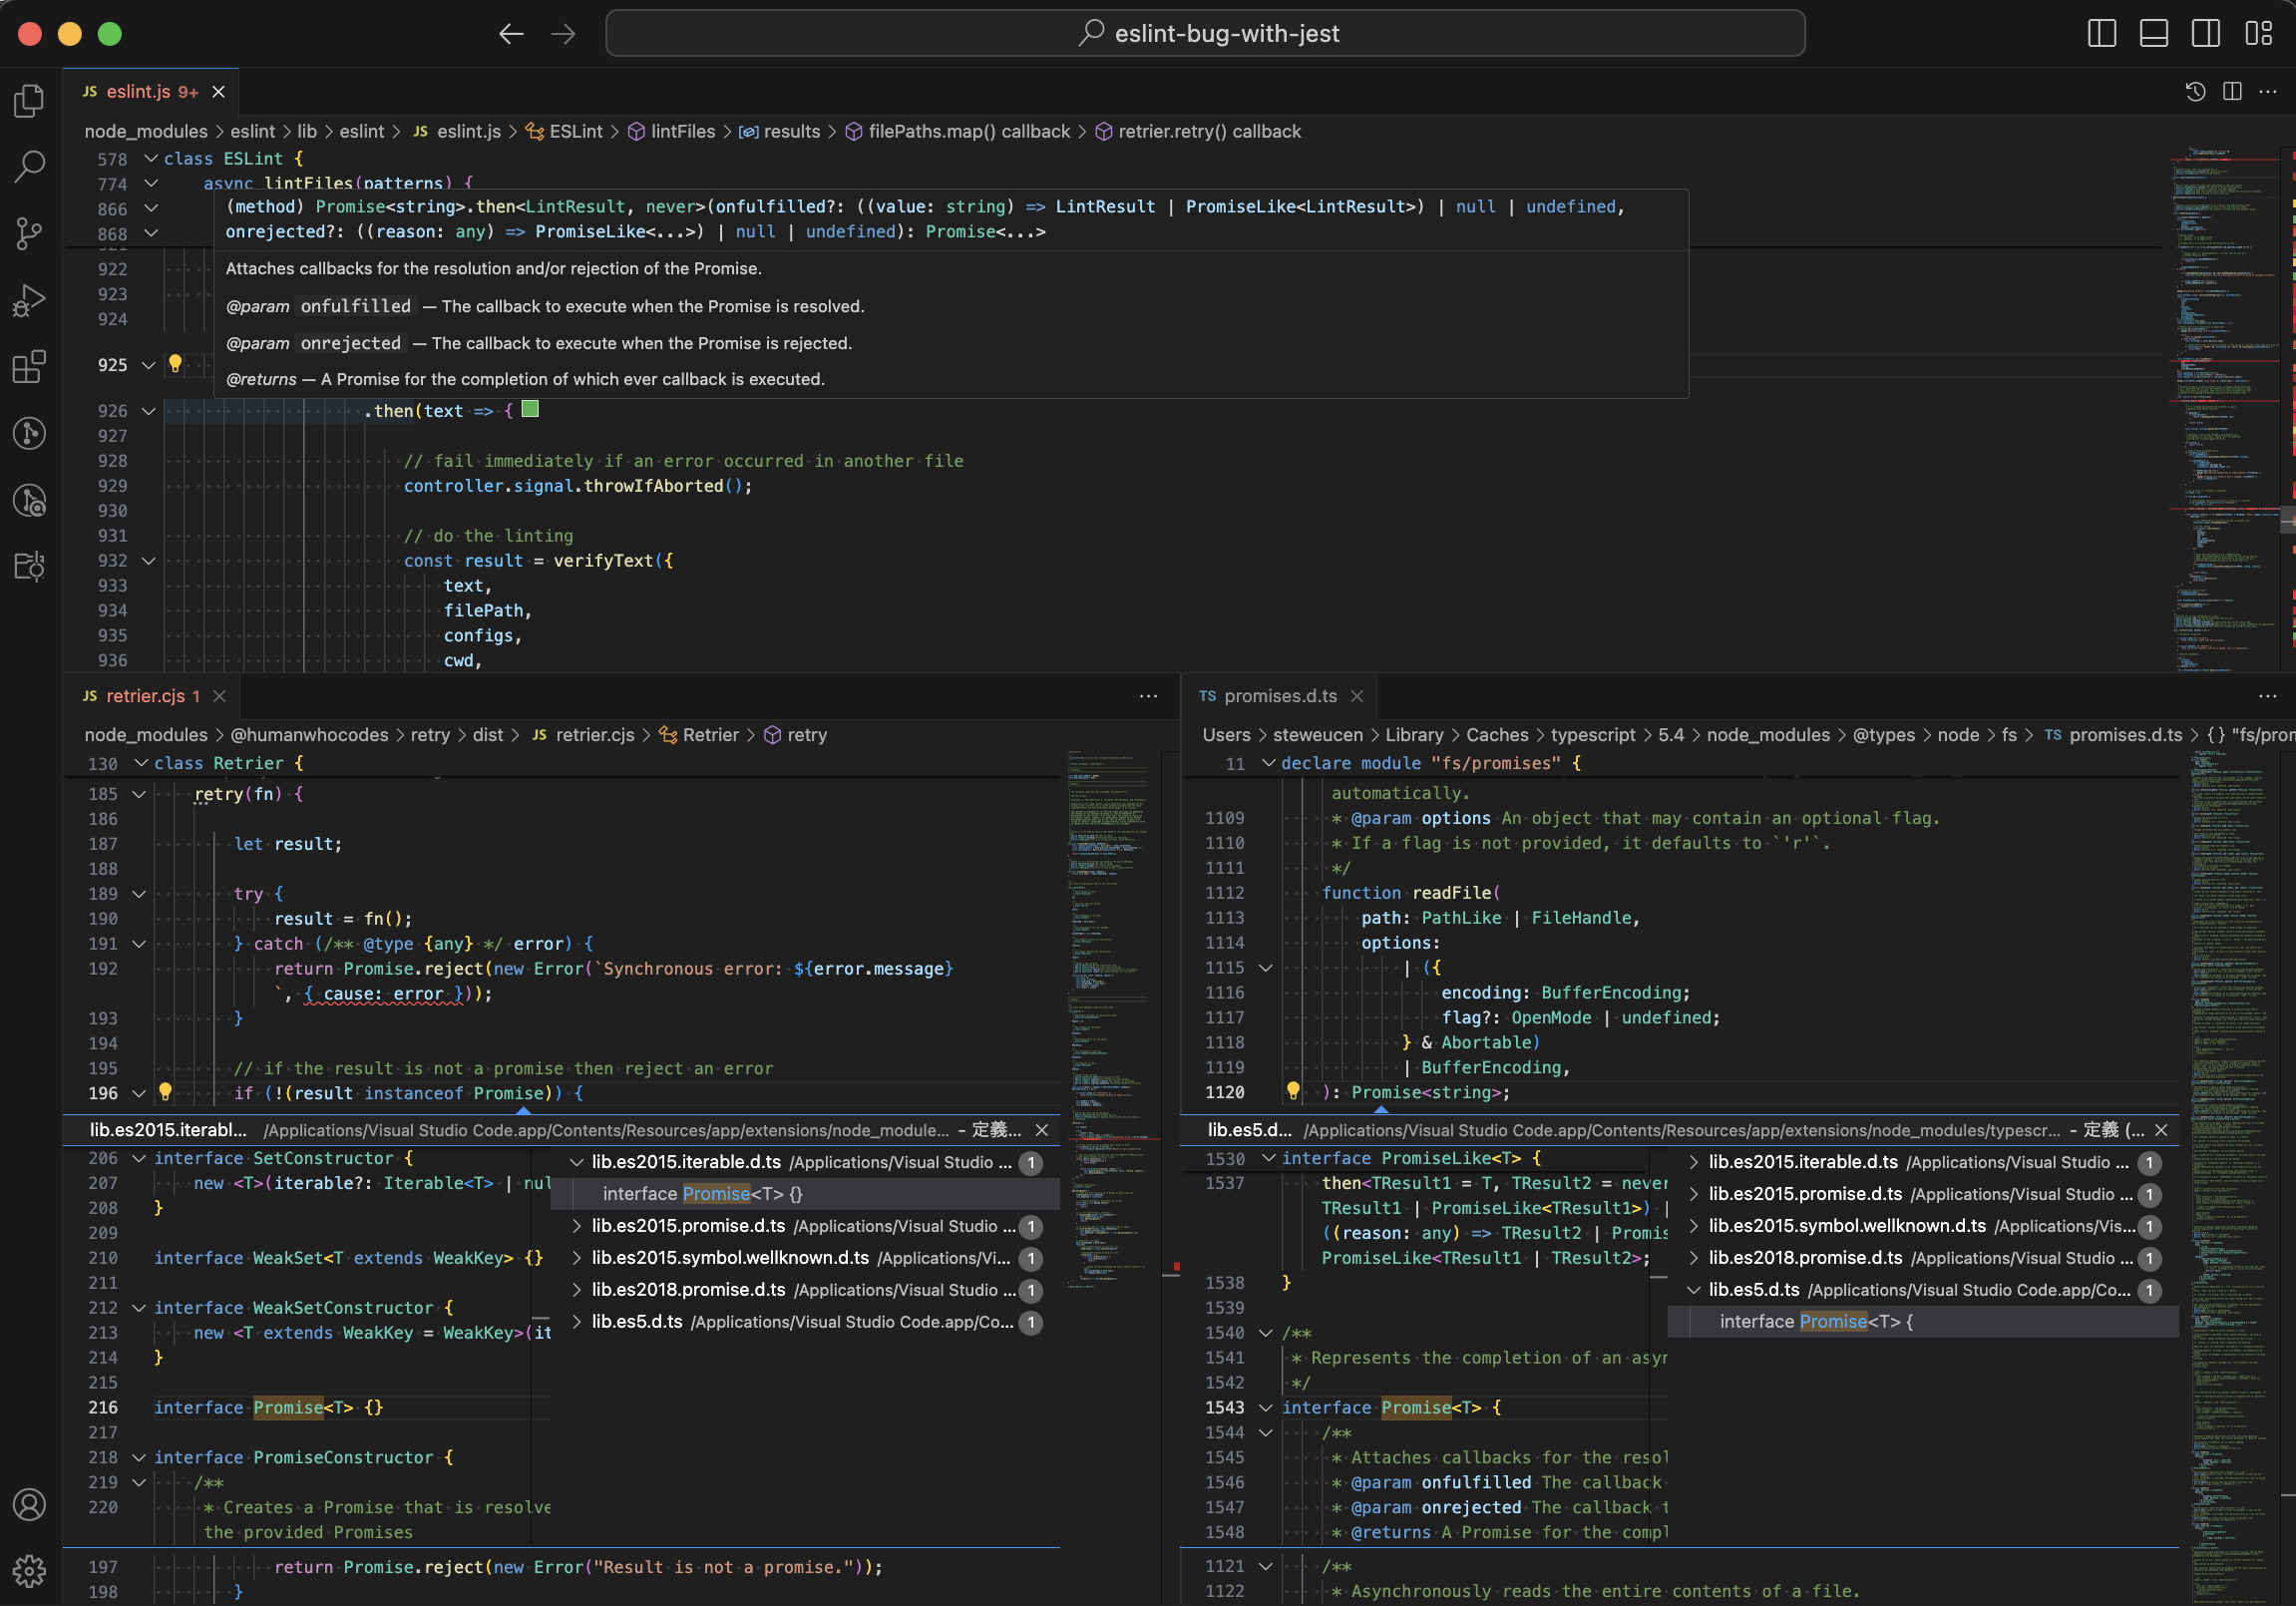 eslint-bug-with-jest
JS eslint.js 9+
node_modules > eslint > lib > eslint > JS eslint.js > ESLint > lintFiles > results > filePaths.map() callback > retrier.retry() callback
578 class ESLint {
774 async lintFiles(patterns) {
866
868
(method) Promise<string>.then<LintResult, never>(onfulfilled?: ((value: string) => LintResult | PromiseLike<LintResult>) | null | undefined,
onrejected?: ((reason: any) => PromiseLike<...>) | null | undefined): Promise<...>
Attaches callbacks for the resolution and/or rejection of the Promise.
@param onfulfilled — The callback to execute when the Promise is resolved.
@param onrejected — The callback to execute when the Promise is rejected.
@returns — A Promise for the completion of which ever callback is executed.
922
923
924
925
926 .then(text => {
927
928 // fail immediately if an error occurred in another file
929 controller.signal.throwIfAborted();
930
931 // do the linting
932 const result = verifyText({
933 text,
934 filePath,
935 configs,
936 cwd,
JS retrier.cjs 1
node_modules > @humanwhocodes > retry > dist > JS retrier.cjs > Retrier > retry
130 class Retrier {
185 retry(fn) {
186
187 let result;
188
189 try {
190 result = fn();
191 } catch (/** @type {any} */ error) {
192 return Promise.reject(new Error(`Synchronous error: ${error.message}
`, { cause: error }));
193 }
194
195 // if the result is not a promise then reject an error
196 if (!(result instanceof Promise)) {
lib.es2015.iterabl... /Applications/Visual Studio Code.app/Contents/Resources/app/extensions/node_module... - 定義...
206 interface SetConstructor {
207 new <T>(iterable?: Iterable<T> | nul
208 }
209
210 interface WeakSet<T extends WeakKey> {}
211
212 interface WeakSetConstructor {
213 new <T extends WeakKey = WeakKey>(it
214 }
215
216 interface Promise<T> {}
217
218 interface PromiseConstructor {
219 /**
220 * Creates a Promise that is resolve
the provided Promises
lib.es2015.iterable.d.ts /Applications/Visual Studio ... 1
interface Promise<T> {}
lib.es2015.promise.d.ts /Applications/Visual Studio ... 1
lib.es2015.symbol.wellknown.d.ts /Applications/Vi... 1
lib.es2018.promise.d.ts /Applications/Visual Studio ... 1
lib.es5.d.ts /Applications/Visual Studio Code.app/Co... 1
197 return Promise.reject(new Error("Result is not a promise."));
198 }
TS promises.d.ts
Users > steweucen > Library > Caches > typescript > 5.4 > node_modules > @types > node > fs > TS promises.d.ts > {} "fs/pron
11 declare module "fs/promises" {
automatically.
1109 * @param options An object that may contain an optional flag.
1110 * If a flag is not provided, it defaults to `'r'`.
1111 */
1112 function readFile(
1113 path: PathLike | FileHandle,
1114 options:
1115 | ({
1116 encoding: BufferEncoding;
1117 flag?: OpenMode | undefined;
1118 } & Abortable)
1119 | BufferEncoding,
1120 ): Promise<string>;
lib.es5.d... /Applications/Visual Studio Code.app/Contents/Resources/app/extensions/node_modules/typescr... - 定義 (...
1530 interface PromiseLike<T> {
1537 then<TResult1 = T, TResult2 = never
TResult1 | PromiseLike<TResult1>) |
((reason: any) => TResult2 | Promis
PromiseLike<TResult1 | TResult2>;
1538 }
1539
1540 /**
1541 * Represents the completion of an asyn
1542 */
1543 interface Promise<T> {
1544 /**
1545 * Attaches callbacks for the resol
1546 * @param onfulfilled The callback
1547 * @param onrejected The callback t
1548 * @returns A Promise for the compl
lib.es2015.iterable.d.ts /Applications/Visual Studio ... 1
lib.es2015.promise.d.ts /Applications/Visual Studio ... 1
lib.es2015.symbol.wellknown.d.ts /Applications/Vis... 1
lib.es2018.promise.d.ts /Applications/Visual Studio ... 1
lib.es5.d.ts /Applications/Visual Studio Code.app/Co... 1
interface Promise<T> {
1121 /**
1122 * Asynchronously reads the entire contents of a file.